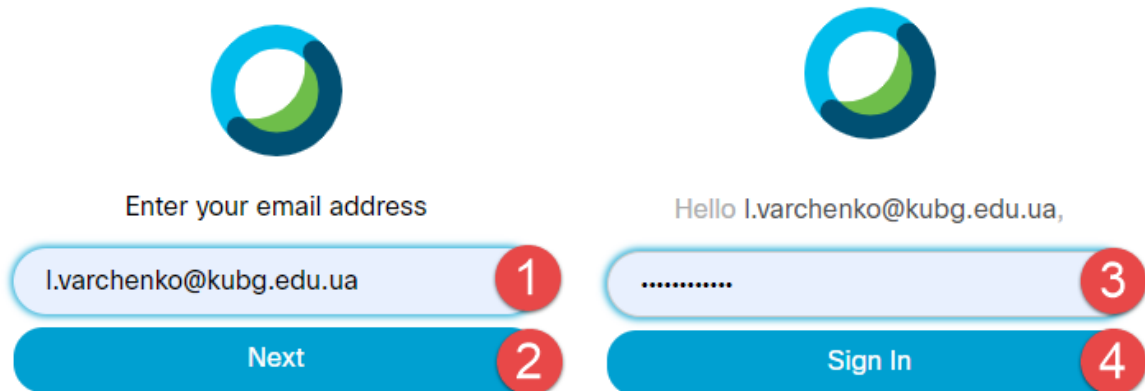 Enter your email address
l.varchenko@kubg.edu.ua 1
Next 2
Hello l.varchenko@kubg.edu.ua,
•••••••••••• 3
Sign In 4